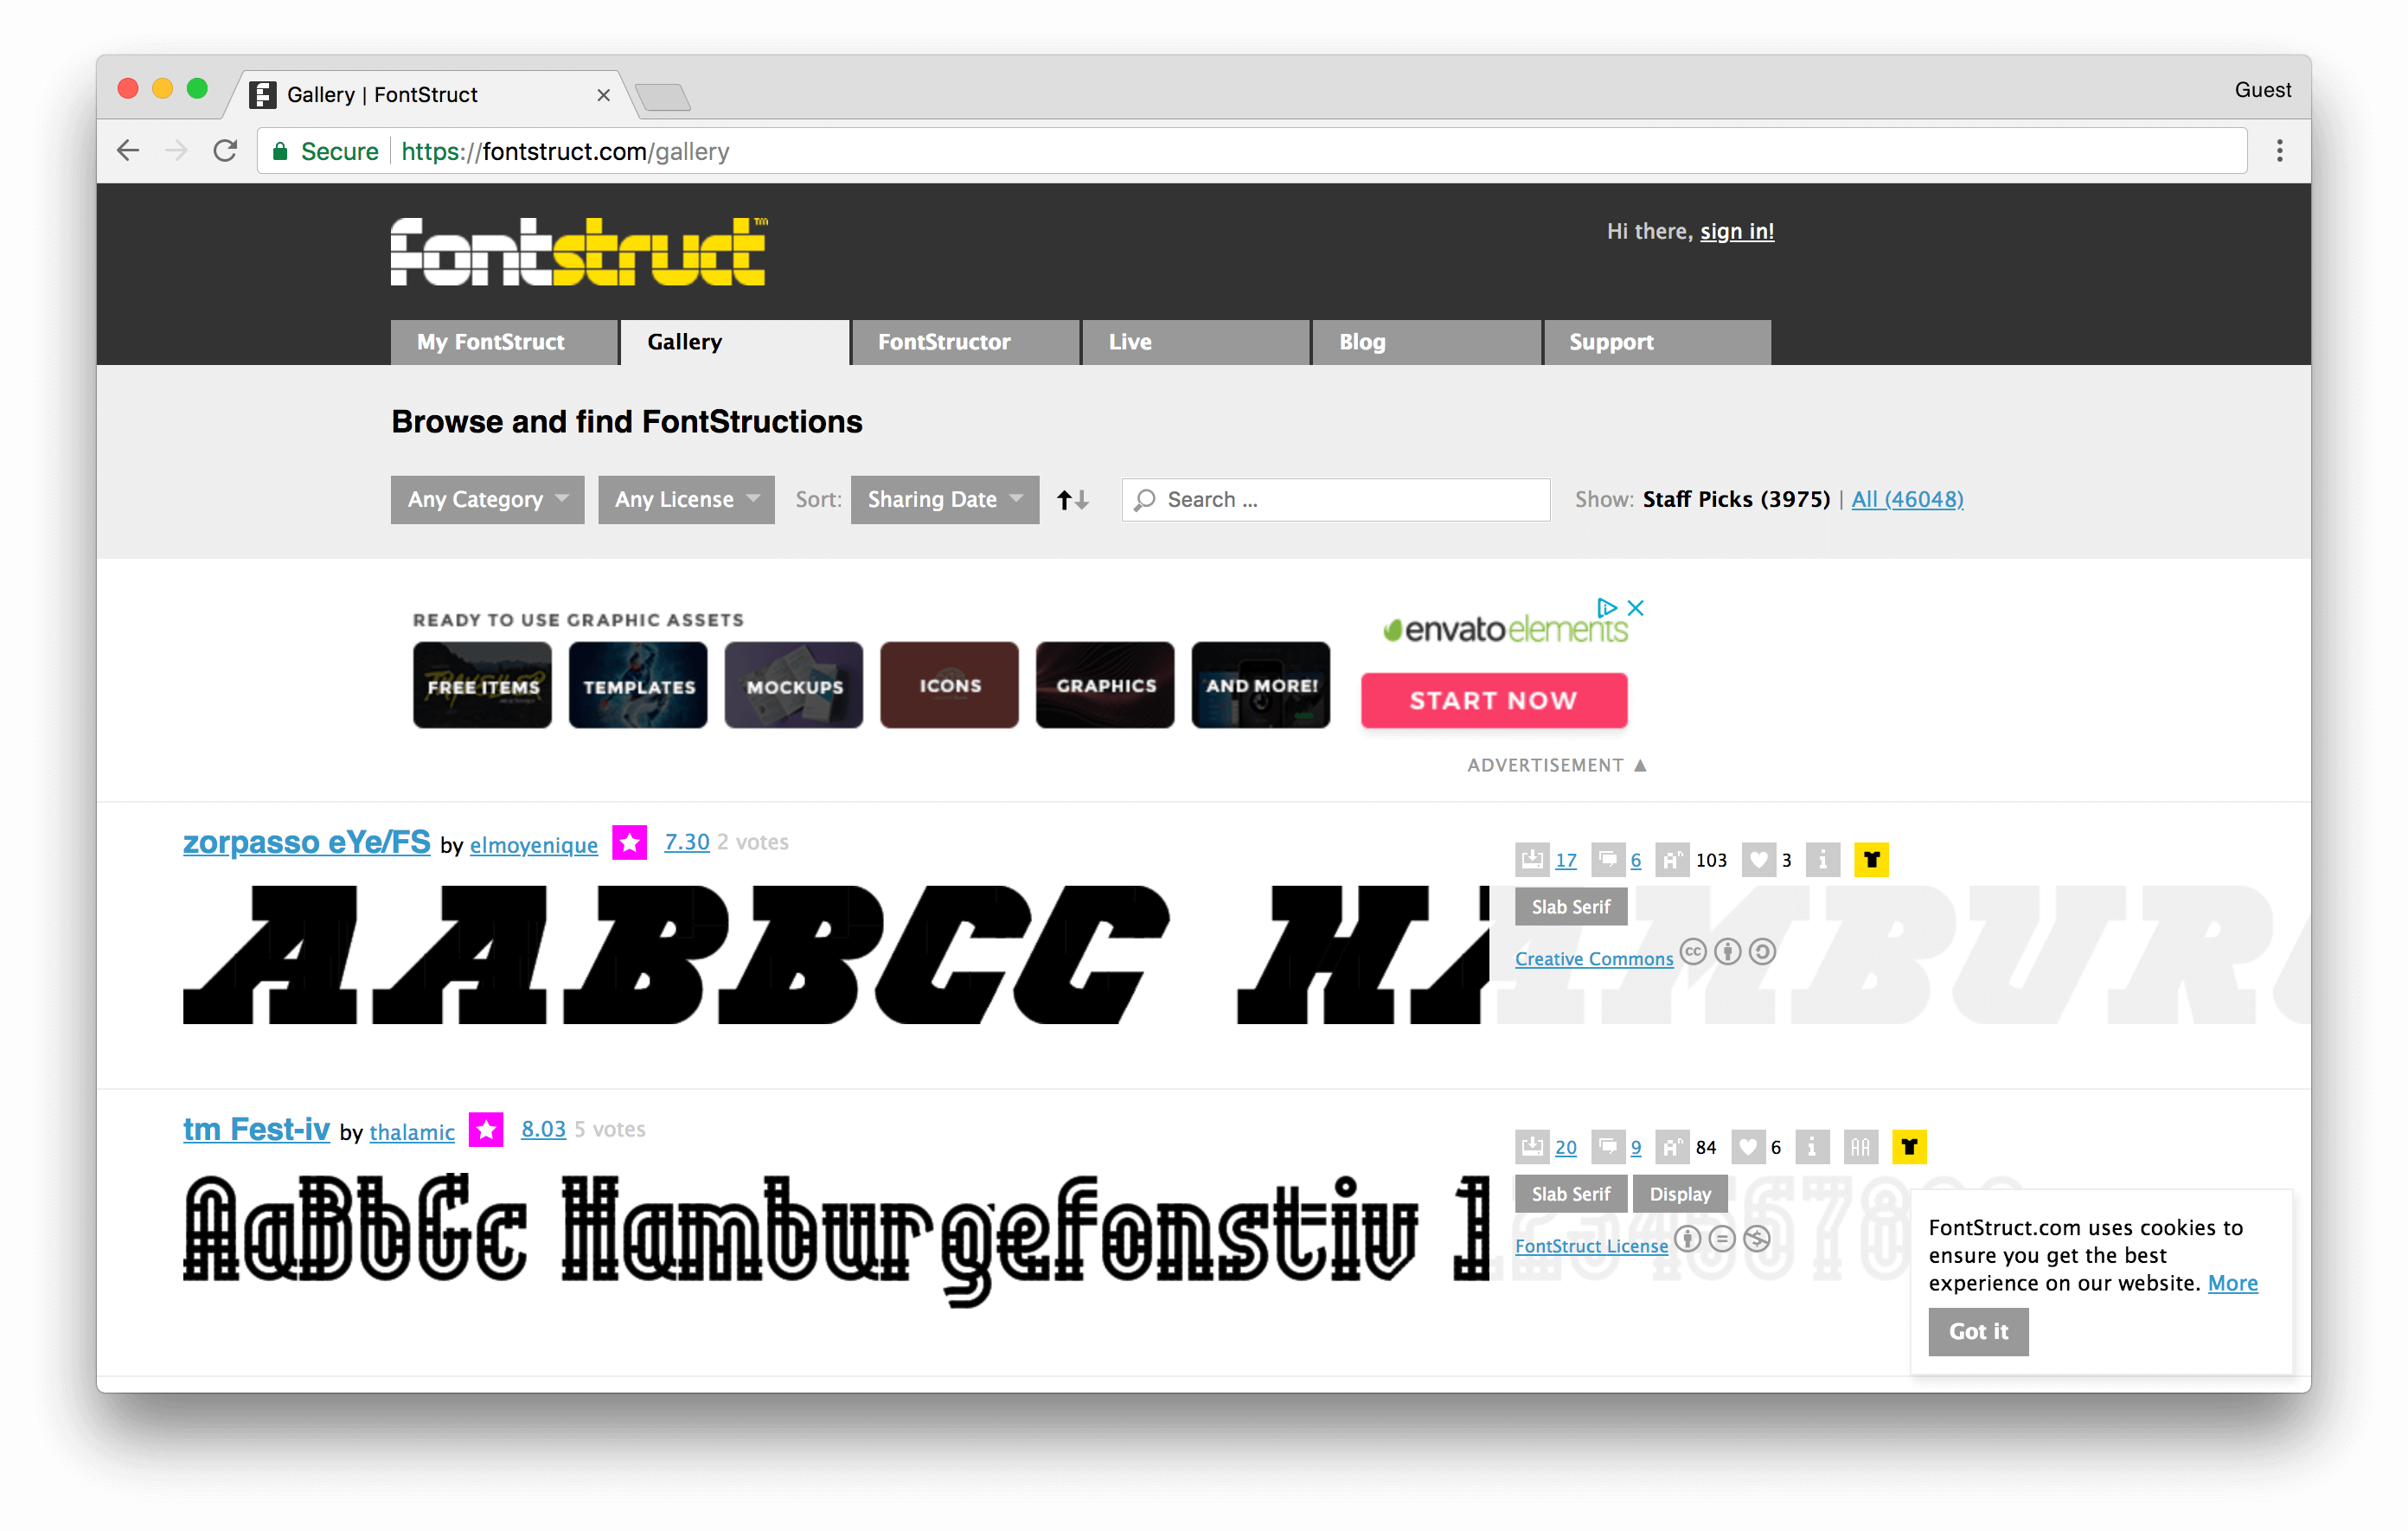 Gallery | FontStruct
Guest
Secure https://fontstruct.com/gallery
fontstruct™
Hi there, sign in!
My FontStruct Gallery FontStructor Live Blog Support
Browse and find FontStructions
Any Category Any License Sort: Sharing Date Search ... Show: Staff Picks (3975) | All (46048)
READY TO USE GRAPHIC ASSETS
envatoelements
FREE ITEMS TEMPLATES MOCKUPS ICONS GRAPHICS AND MORE!
START NOW
ADVERTISEMENT ▲
zorpasso eYe/FS by elmoyenique 7.30 2 votes
17 6 103 3
Slab Serif
AABBCC HAMBURG
Creative Commons
tm Fest-iv by thalamic 8.03 5 votes
20 9 84 6
Slab Serif Display
AaBbCc Hamburgefonstiv 1234567890
FontStruct License
FontStruct.com uses cookies to
ensure you get the best
experience on our website. More
Got it